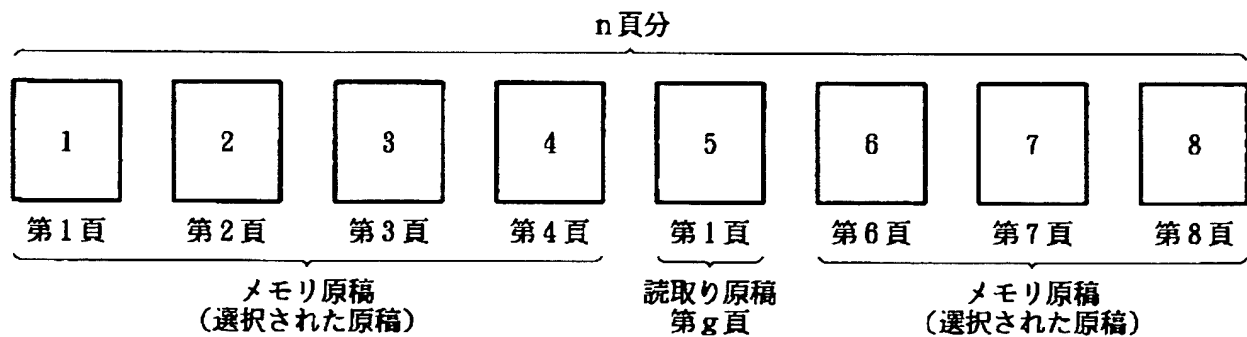 n頁分
1 2 3 4 5 6 7 8
第1頁 第2頁 第3頁 第4頁 第1頁 第6頁 第7頁 第8頁
メモリ原稿 読取り原稿 メモリ原稿
(選択された原稿) 第g頁 (選択された原稿)